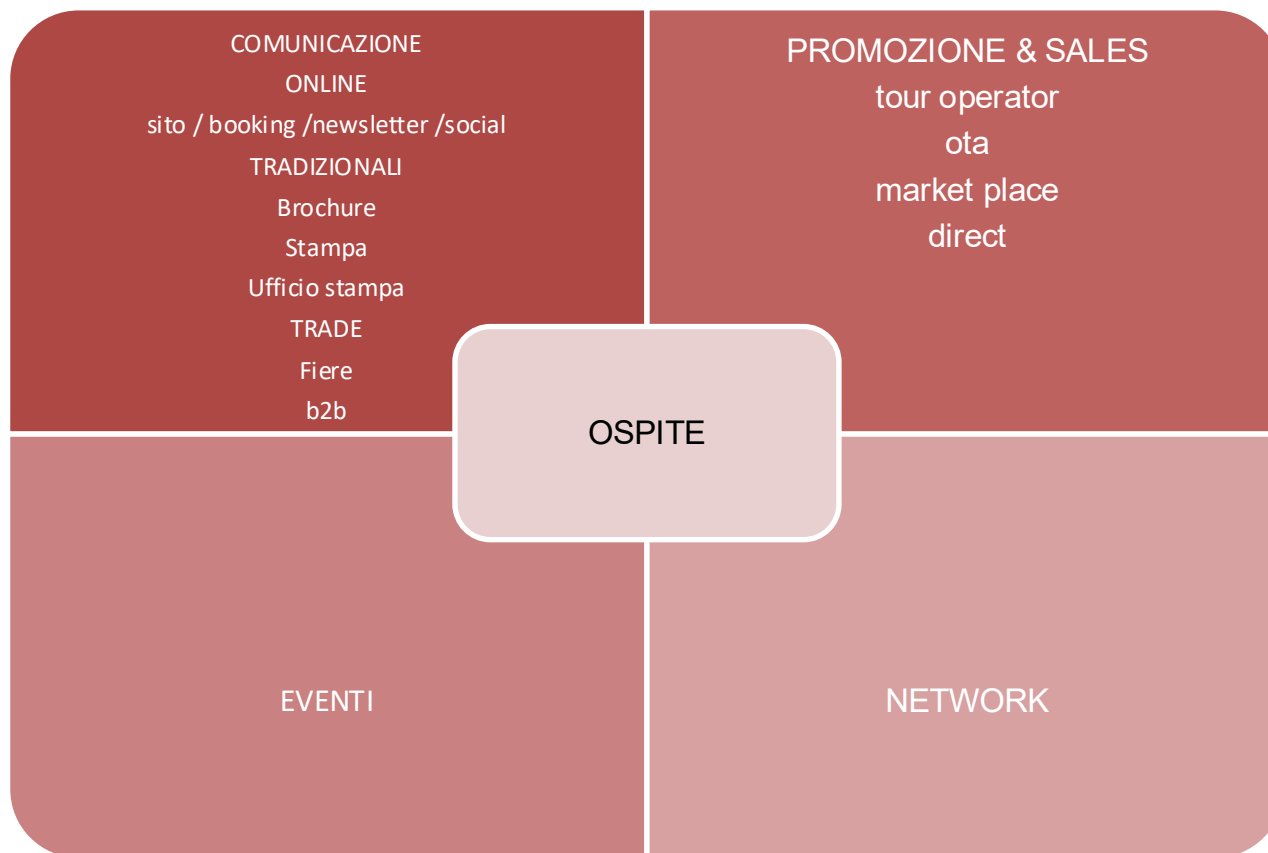 COMUNICAZIONE
ONLINE
sito / booking /newsletter /social
TRADIZIONALI
Brochure
Stampa
Ufficio stampa
TRADE
Fiere
b2b
PROMOZIONE & SALES
tour operator
ota
market place
direct
OSPITE
EVENTI
NETWORK